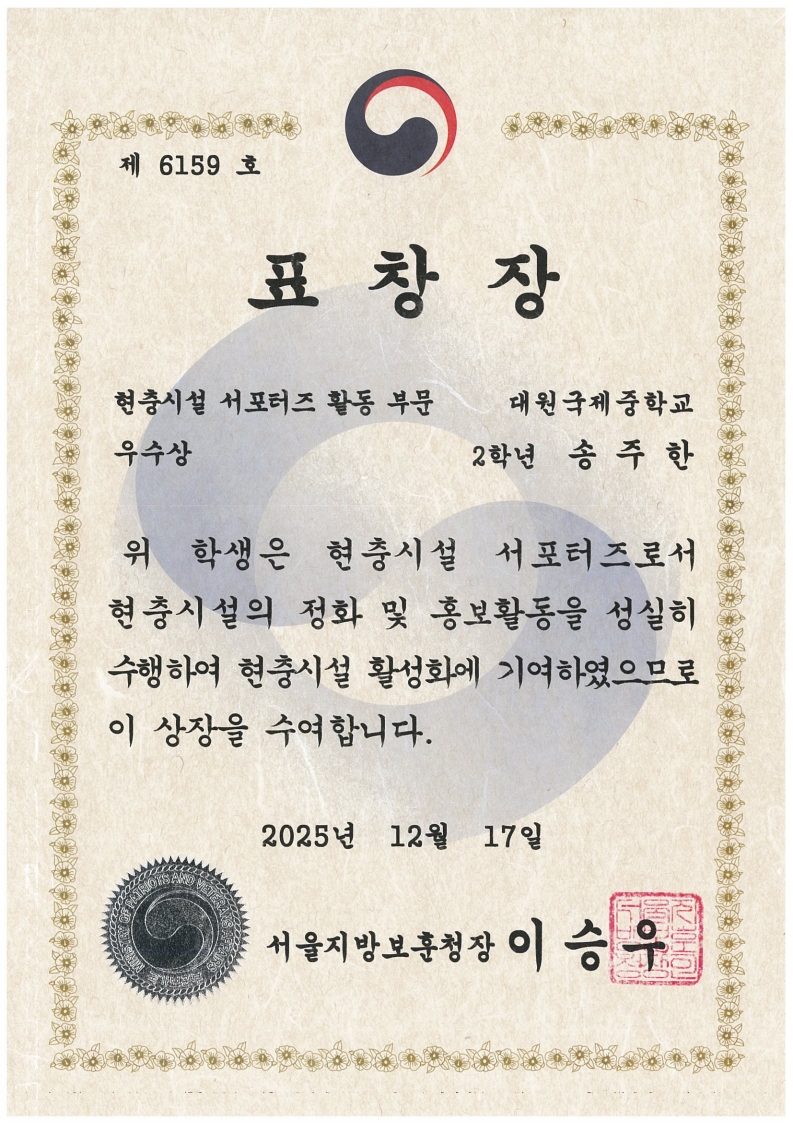 제 6159 호
표 창 장
현충시설 서포터즈 활동 부문 대원국제중학교
우수상 2학년 송 주 한
위 학생은 현충시설 서포터즈로서
현충시설의 정화 및 홍보활동을 성실히
수행하여 현충시설 활성화에 기여하였으므로
이 상장을 수여합니다.
2025년 12월 17일
서울지방보훈청장 이 승 우